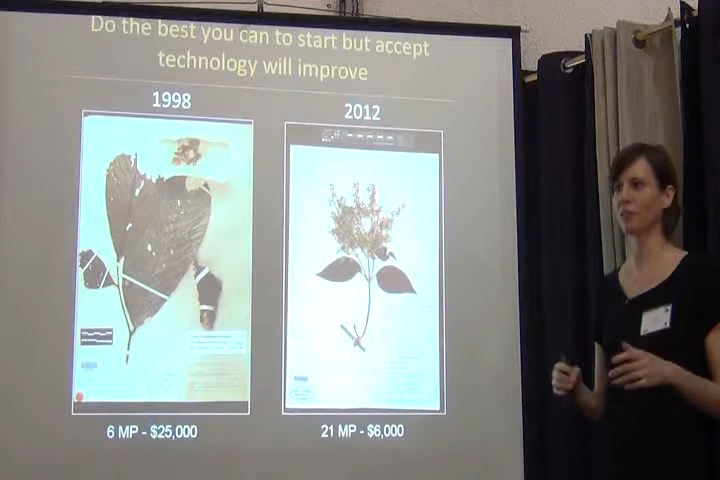 Do the best you can to start but accept
technology will improve
1998
2012
6 MP - $25,000
21 MP - $6,000